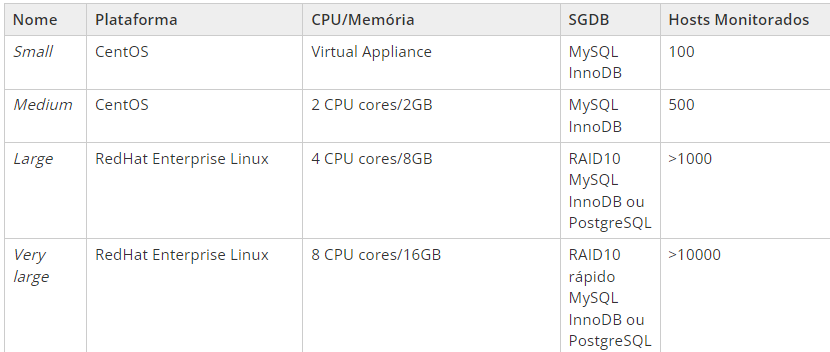 Nome Plataforma CPU/Memória SGDB Hosts Monitorados
Small CentOS Virtual Appliance MySQL 100
InnoDB
Medium CentOS 2 CPU cores/2GB MySQL 500
InnoDB
Large RedHat Enterprise Linux 4 CPU cores/8GB RAID10 >1000
MySQL
InnoDB ou
PostgreSQL
Very RedHat Enterprise Linux 8 CPU cores/16GB RAID10 >10000
large rápido
MySQL
InnoDB ou
PostgreSQL